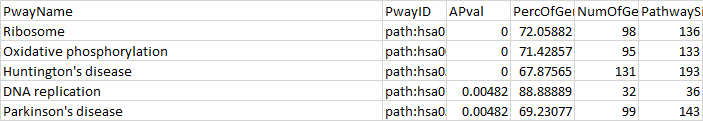 PwayName PwayID APval PercOfGer NumOfGe PathwaySi
Ribosome path:hsa0 0 72.05882 98 136
Oxidative phosphorylation path:hsa0 0 71.42857 95 133
Huntington's disease path:hsa0 0 67.87565 131 193
DNA replication path:hsa0 0.00482 88.88889 32 36
Parkinson's disease path:hsa0 0.00482 69.23077 99 143